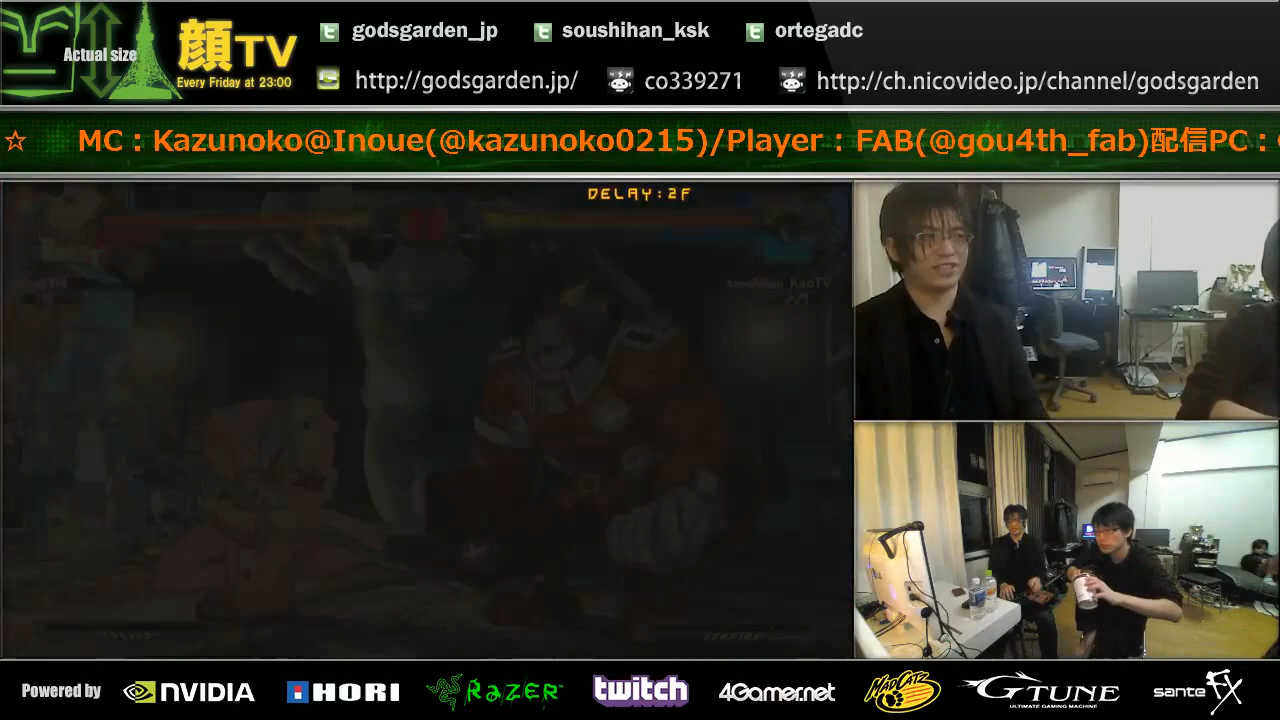 Actual size
顔TV
Every Friday at 23:00
godsgarden_jp soushihan_ksk ortegadc
http://godsgarden.jp/ co339271 http://ch.nicovideo.jp/channel/godsgarden
☆ MC：Kazunoko@Inoue(@kazunoko0215)/Player：FAB(@gou4th_fab)配信PC：
DELAY:2F
soushihan_KaoTV
TENSION
Powered by NVIDIA HORI RAZER twitch 4Gamer.net MAD CATZ G TUNE ULTIMATE GAMING MACHINE sante FX